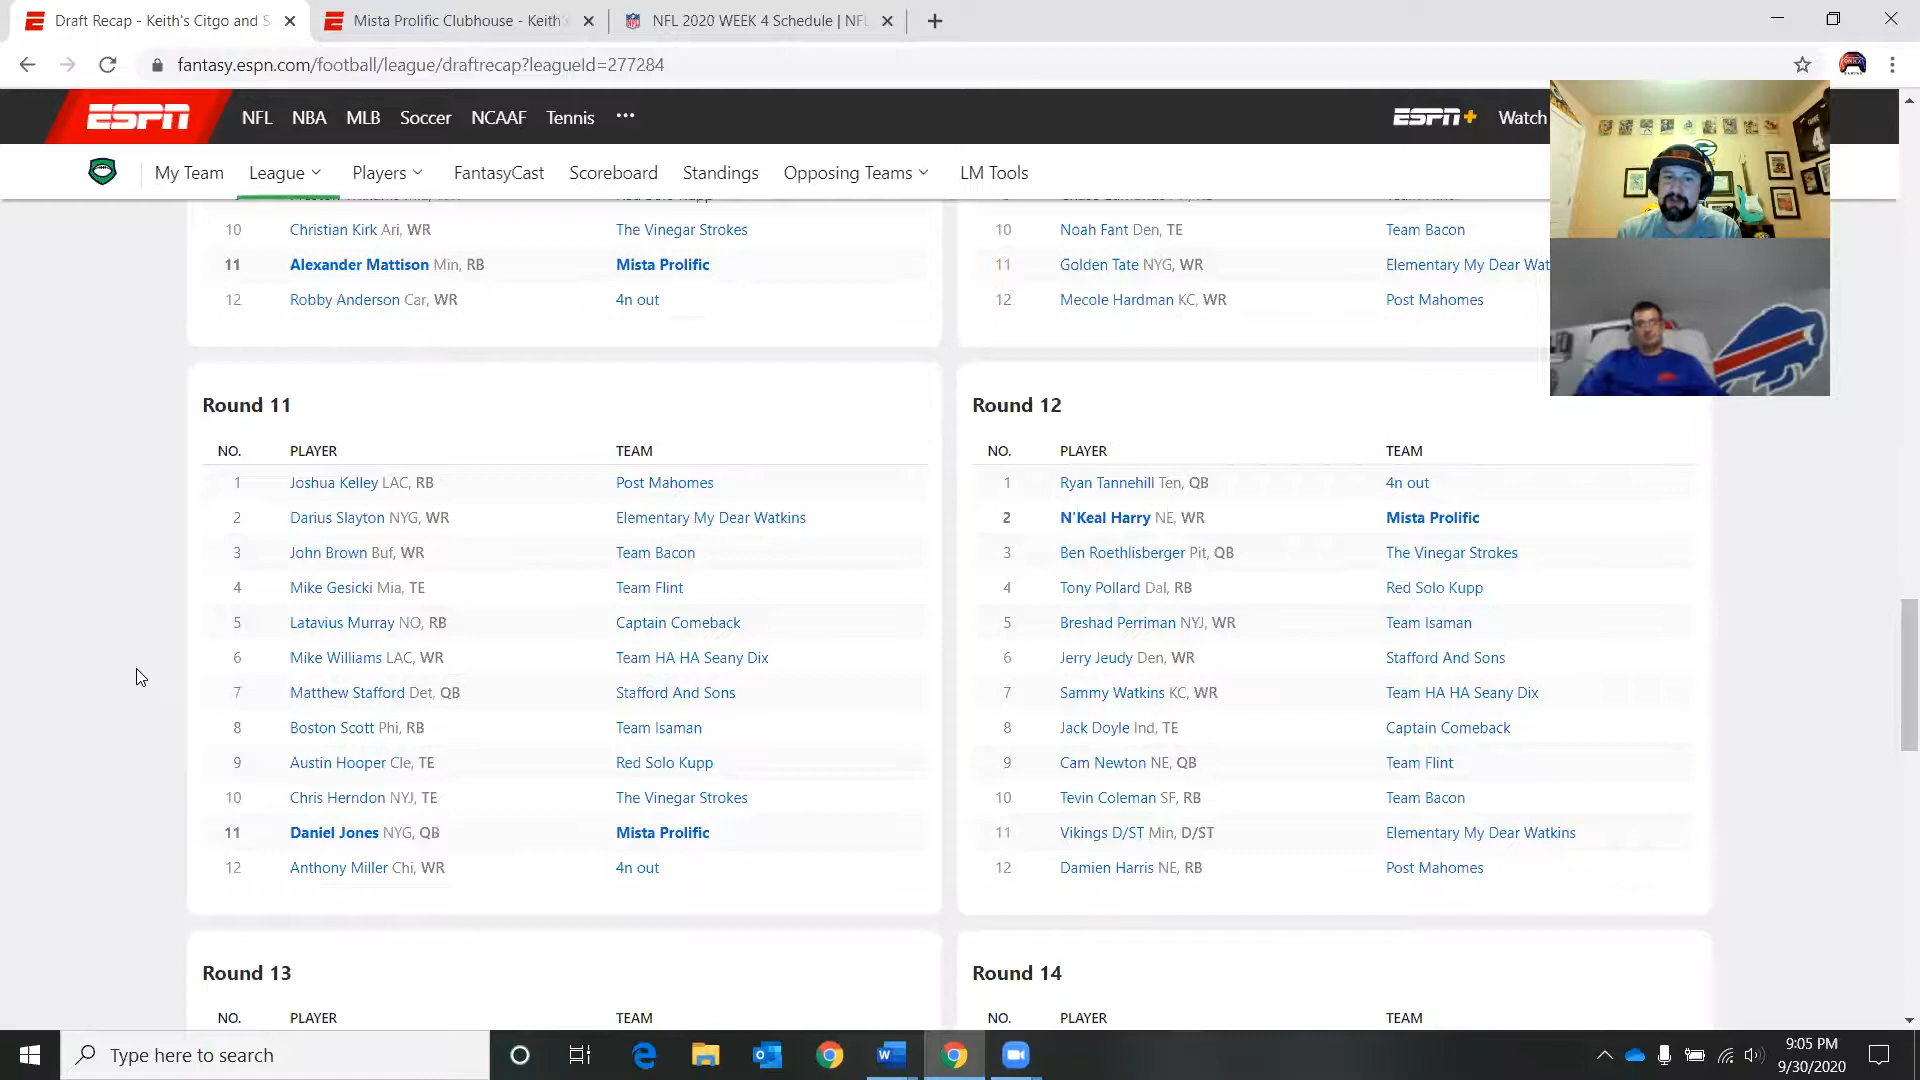 Draft Recap - Keith's Citgo and S
Mista Prolific Clubhouse - Keith's
NFL 2020 WEEK 4 Schedule | NFL
fantasy.espn.com/football/league/draftrecap?leagueId=277284
ESPN NFL NBA MLB Soccer NCAAF Tennis ESPN+ Watch
My Team League Players FantasyCast Scoreboard Standings Opposing Teams LM Tools
10 Christian Kirk Ari, WR The Vinegar Strokes
11 Alexander Mattison Min, RB Mista Prolific
12 Robby Anderson Car, WR 4n out
10 Noah Fant Den, TE Team Bacon
11 Golden Tate NYG, WR Elementary My Dear Wat
12 Mecole Hardman KC, WR Post Mahomes
Round 11
NO. PLAYER TEAM
1 Joshua Kelley LAC, RB Post Mahomes
2 Darius Slayton NYG, WR Elementary My Dear Watkins
3 John Brown Buf, WR Team Bacon
4 Mike Gesicki Mia, TE Team Flint
5 Latavius Murray NO, RB Captain Comeback
6 Mike Williams LAC, WR Team HA HA Seany Dix
7 Matthew Stafford Det, QB Stafford And Sons
8 Boston Scott Phi, RB Team Isaman
9 Austin Hooper Cle, TE Red Solo Kupp
10 Chris Herndon NYJ, TE The Vinegar Strokes
11 Daniel Jones NYG, QB Mista Prolific
12 Anthony Miller Chi, WR 4n out
Round 12
NO. PLAYER TEAM
1 Ryan Tannehill Ten, QB 4n out
2 N'Keal Harry NE, WR Mista Prolific
3 Ben Roethlisberger Pit, QB The Vinegar Strokes
4 Tony Pollard Dal, RB Red Solo Kupp
5 Breshad Perriman NYJ, WR Team Isaman
6 Jerry Jeudy Den, WR Stafford And Sons
7 Sammy Watkins KC, WR Team HA HA Seany Dix
8 Jack Doyle Ind, TE Captain Comeback
9 Cam Newton NE, QB Team Flint
10 Tevin Coleman SF, RB Team Bacon
11 Vikings D/ST Min, D/ST Elementary My Dear Watkins
12 Damien Harris NE, RB Post Mahomes
Round 13
NO. PLAYER TEAM
Round 14
NO. PLAYER TEAM
Type here to search
9:05 PM
9/30/2020